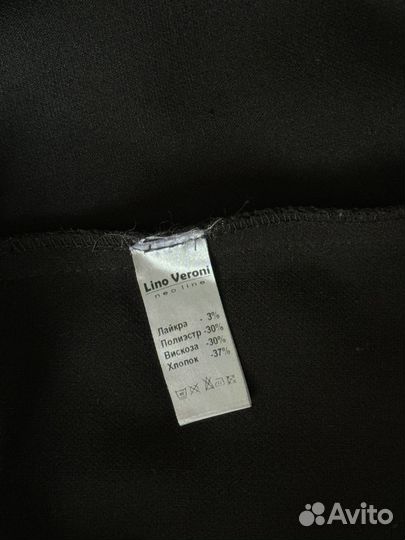 Lino Veroni
neo line
Лайкра - 3%
Полиэстр -30%
Вискоза -30%
Хлопок -37%
Avito